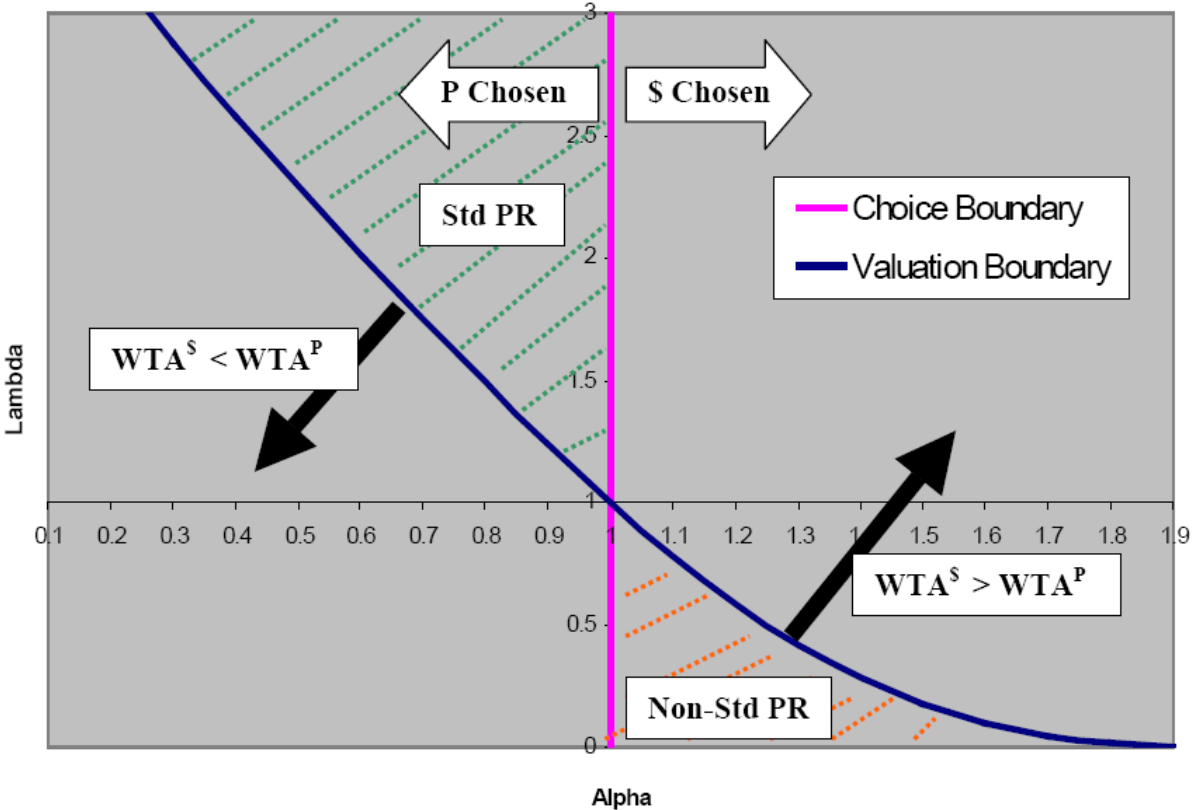 3
P Chosen
$ Chosen
2.5
Std PR
Choice Boundary
Valuation Boundary
2
WTA$ < WTAP
1.5
Lambda
1
0.1 0.2 0.3 0.4 0.5 0.6 0.7 0.8 0.9 1 1.1 1.2 1.3 1.4 1.5 1.6 1.7 1.8 1.9
WTA$ > WTAP
0.5
Non-Std PR
0
Alpha